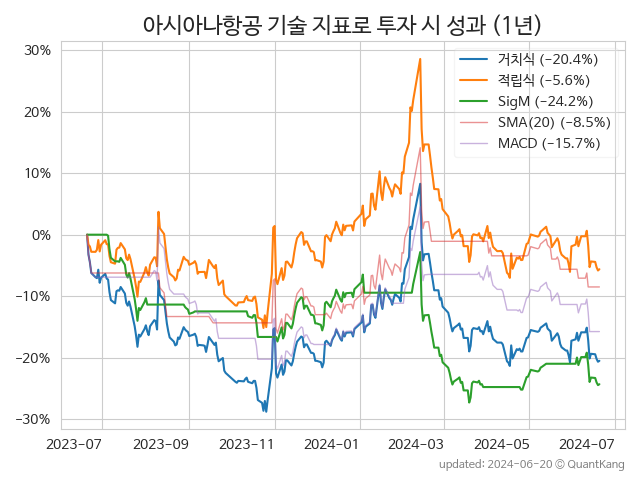 아시아나항공 기술 지표로 투자 시 성과 (1년)
30%
20%
10%
0%
−10%
−20%
−30%
거치식 (−20.4%)
적립식 (−5.6%)
SigM (−24.2%)
SMA(20) (−8.5%)
MACD (−15.7%)
2023-07 2023-09 2023-11 2024-01 2024-03 2024-05 2024-07
updated: 2024-06-20 © QuantKang